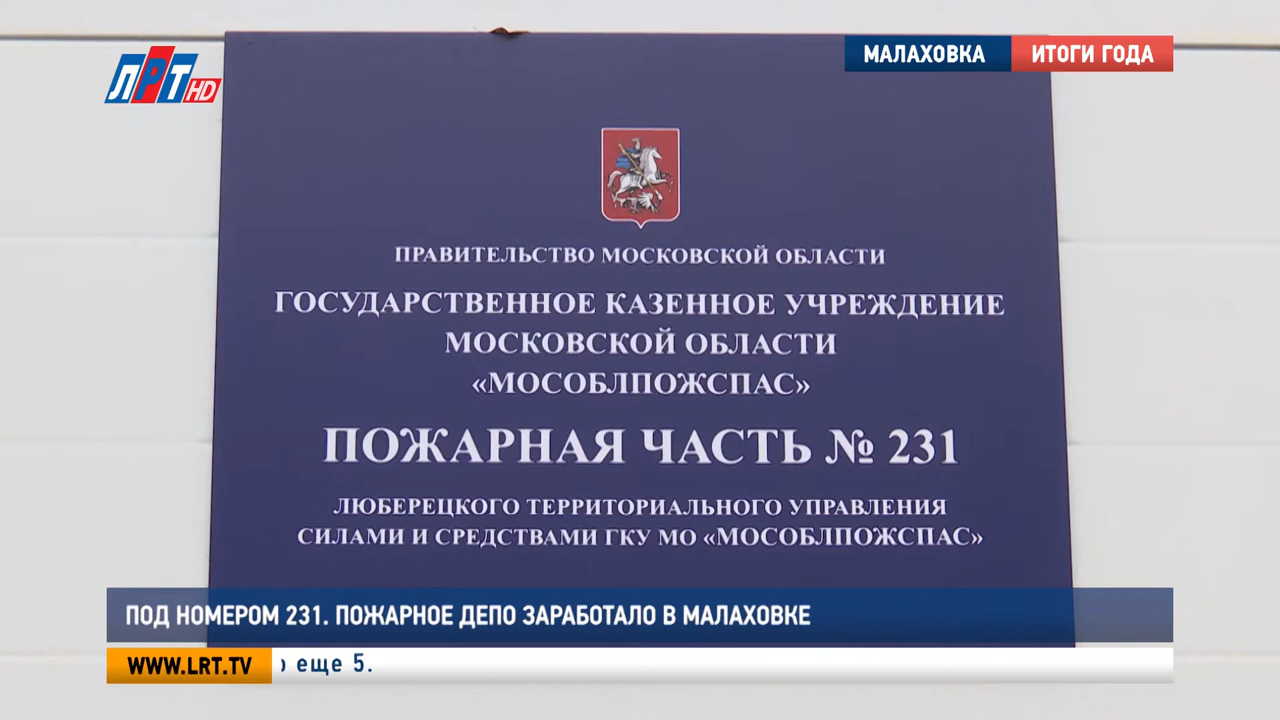 ЛРТ HD
МАЛАХОВКА ИТОГИ ГОДА
ПРАВИТЕЛЬСТВО МОСКОВСКОЙ ОБЛАСТИ
ГОСУДАРСТВЕННОЕ КАЗЕННОЕ УЧРЕЖДЕНИЕ
МОСКОВСКОЙ ОБЛАСТИ
«МОСОБЛПОЖСПАС»
ПОЖАРНАЯ ЧАСТЬ № 231
ЛЮБЕРЕЦКОГО ТЕРРИТОРИАЛЬНОГО УПРАВЛЕНИЯ
СИЛАМИ И СРЕДСТВАМИ ГКУ МО «МОСОБЛПОЖСПАС»
ПОД НОМЕРОМ 231. ПОЖАРНОЕ ДЕПО ЗАРАБОТАЛО В МАЛАХОВКЕ
WWW.LRT.TV еще 5.